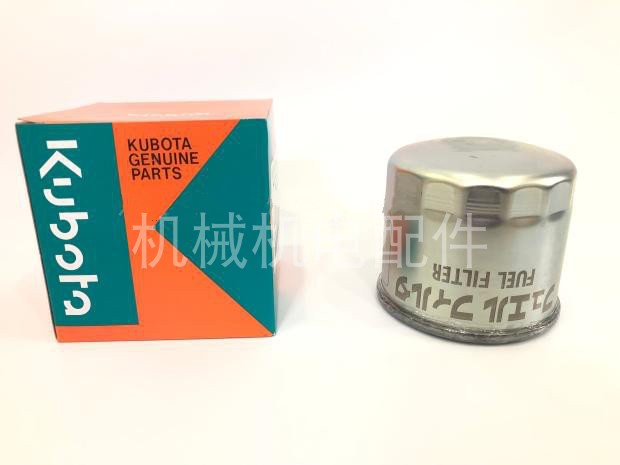 Kubota
KUBOTA
GENUINE
PARTS
机械机 配件
フュエル フィルタ
FUEL FILTER